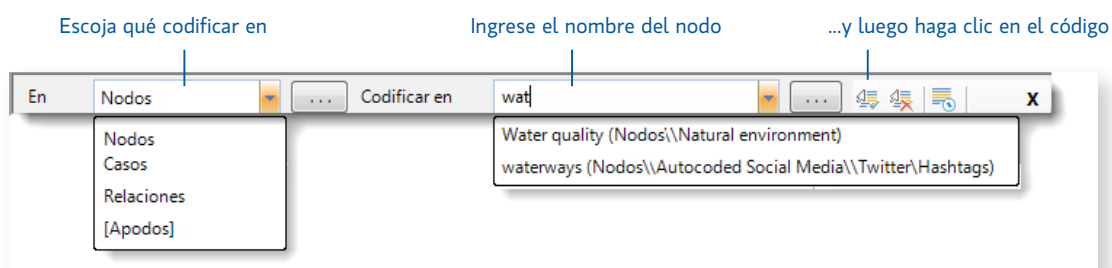 Escoja qué codificar en
Ingrese el nombre del nodo
...y luego haga clic en el código
En Nodos ... Codificar en wat ... X
Nodos
Casos
Relaciones
[Apodos]
Water quality (Nodos\\Natural environment)
waterways (Nodos\\Autocoded Social Media\\Twitter\Hashtags)